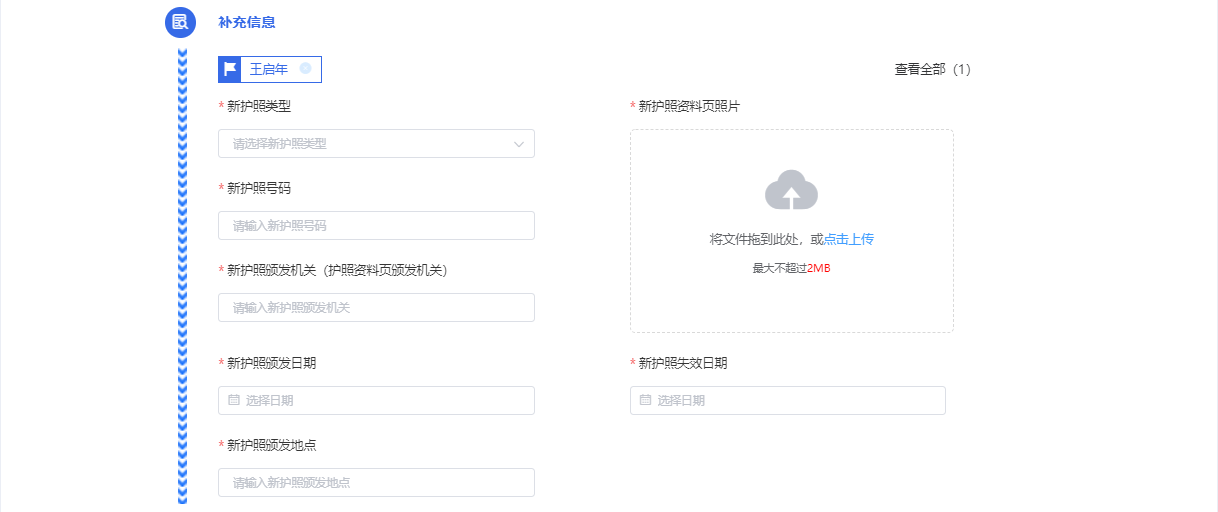 补充信息
王启年
查看全部（1）
* 新护照类型
请选择新护照类型
* 新护照号码
请输入新护照号码
* 新护照颁发机关（护照资料页颁发机关）
请输入新护照颁发机关
* 新护照资料页照片
将文件拖到此处，或点击上传
最大不超过2MB
* 新护照颁发日期
选择日期
* 新护照失效日期
选择日期
* 新护照颁发地点
请输入新护照颁发地点